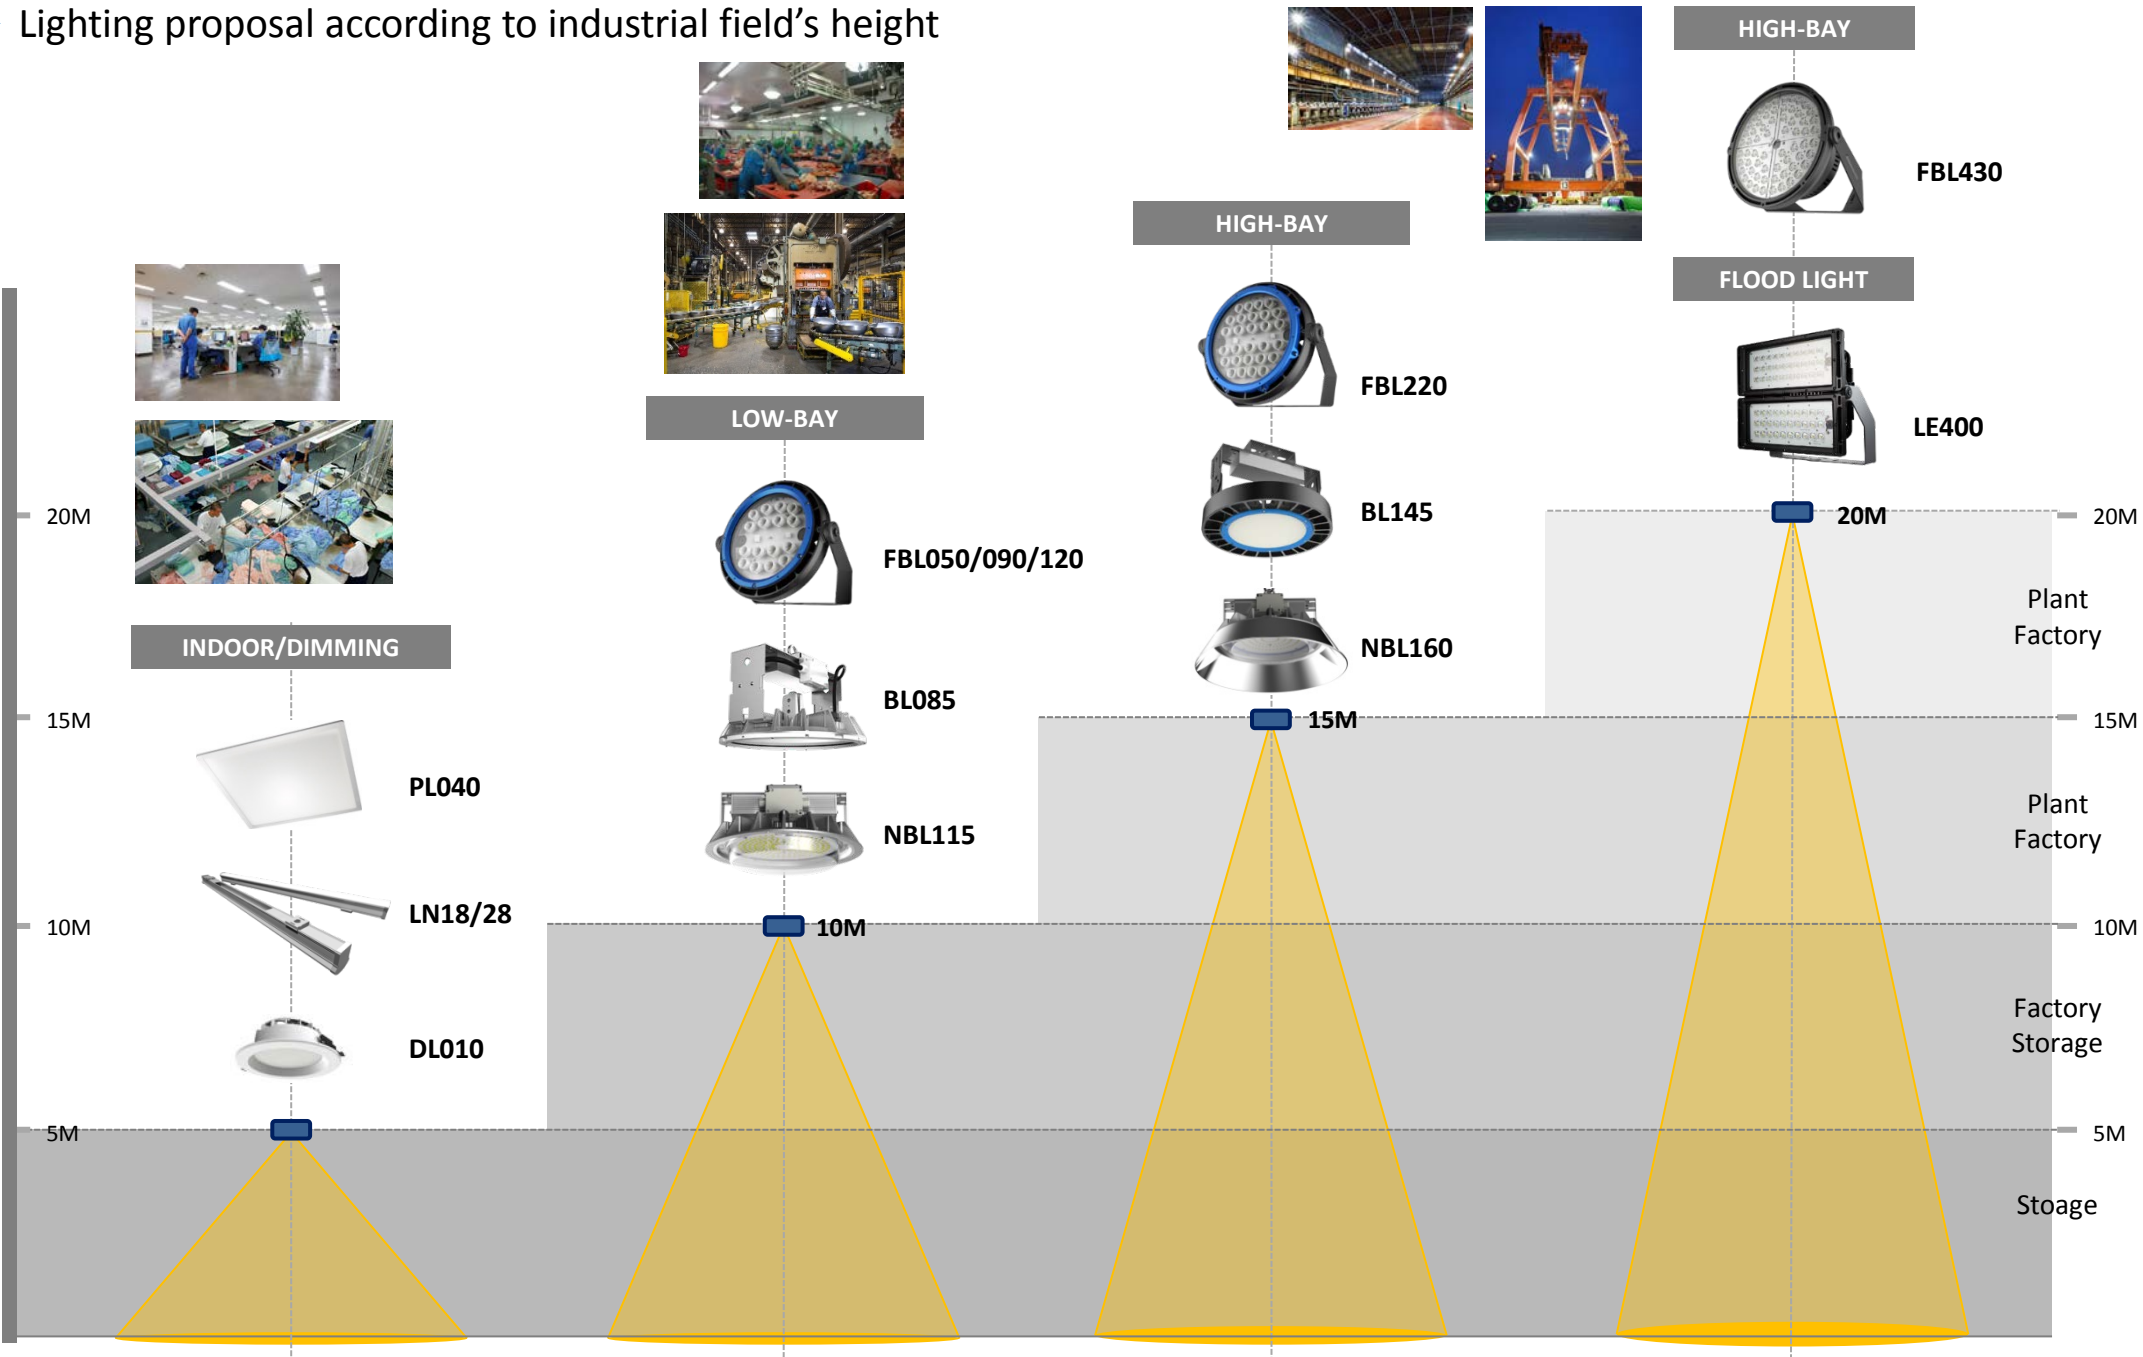 Lighting proposal according to industrial field's height
INDOOR/DIMMING
PL040
LN18/28
DL010
LOW-BAY
FBL050/090/120
BL085
NBL115
10M
HIGH-BAY
FBL220
BL145
NBL160
15M
HIGH-BAY
FBL430
FLOOD LIGHT
LE400
20M
20M
15M
10M
5M
20M
Plant
Factory
15M
Plant
Factory
10M
Factory
Storage
5M
Stoage